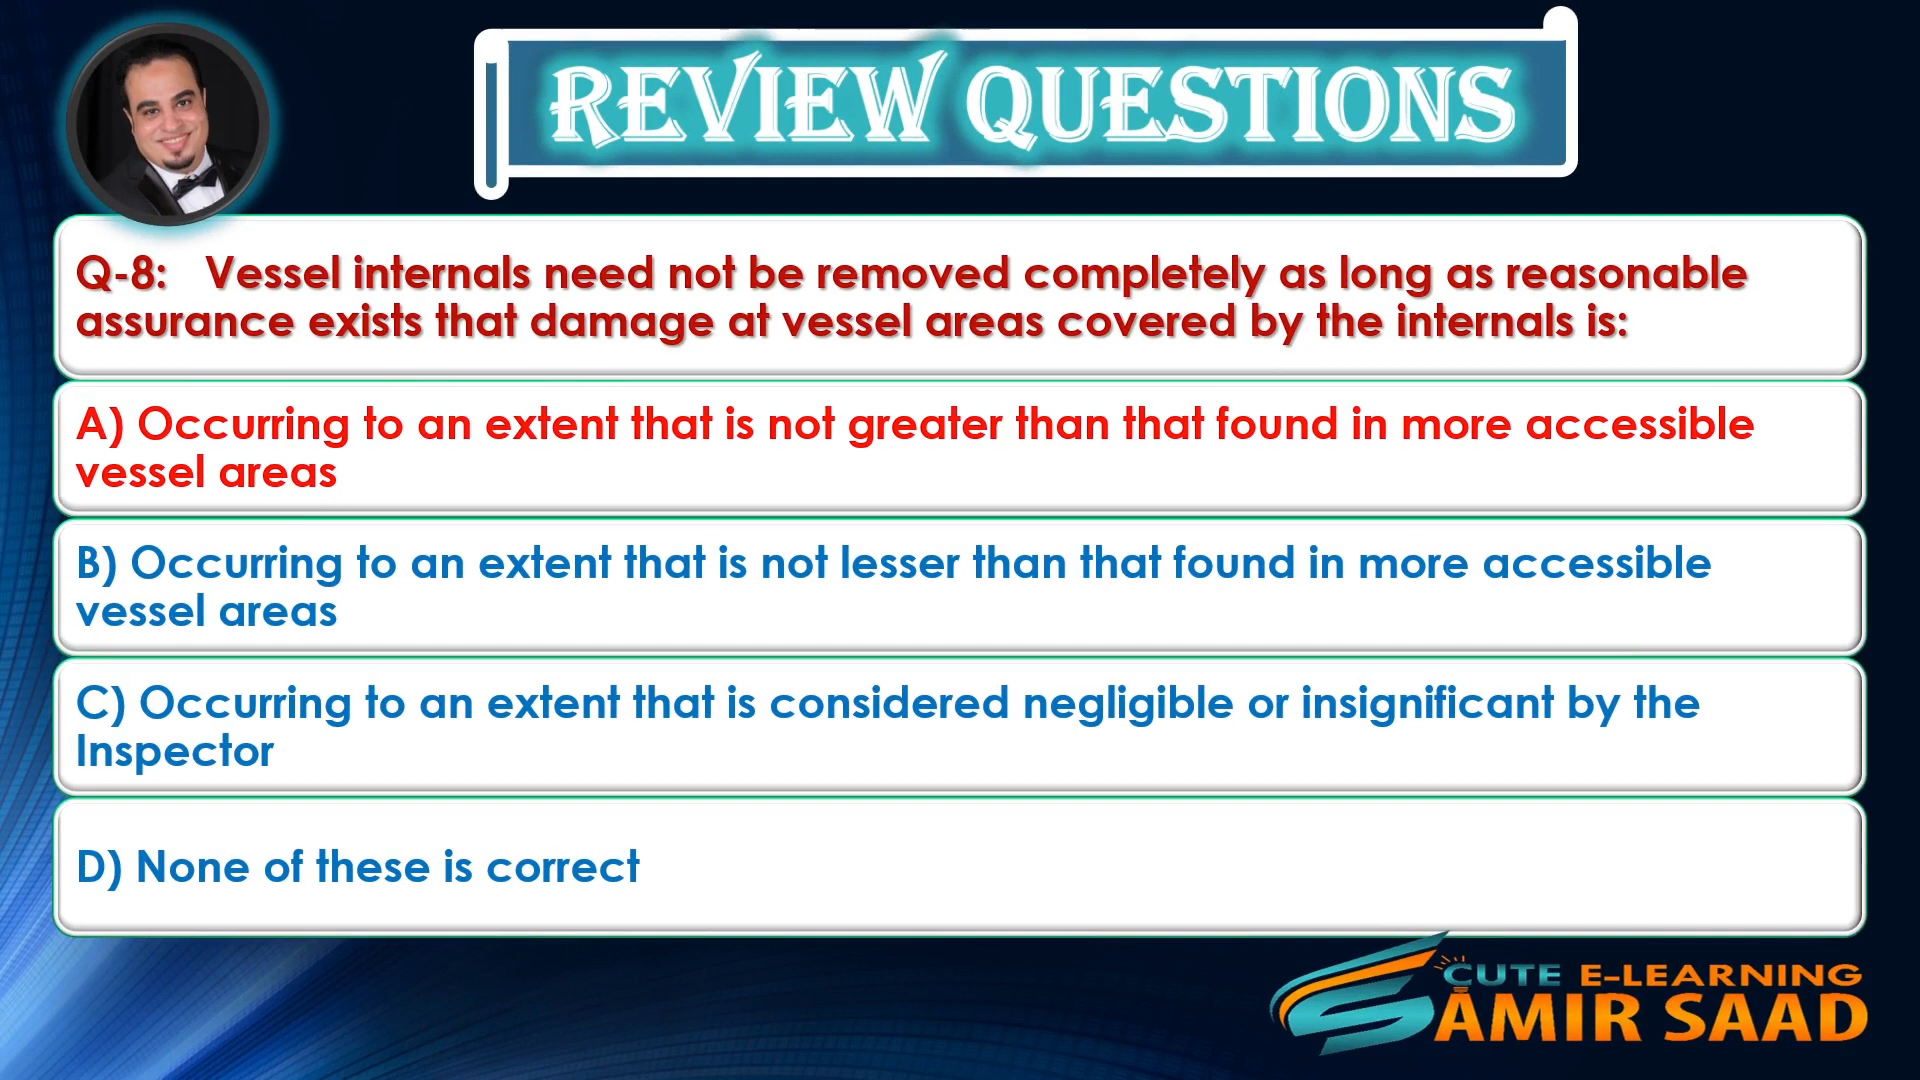 REVIEW QUESTIONS
Q-8: Vessel internals need not be removed completely as long as reasonable
assurance exists that damage at vessel areas covered by the internals is:
A) Occurring to an extent that is not greater than that found in more accessible
vessel areas
B) Occurring to an extent that is not lesser than that found in more accessible
vessel areas
C) Occurring to an extent that is considered negligible or insignificant by the
Inspector
D) None of these is correct
CUTE E-LEARNING
AMIR SAAD